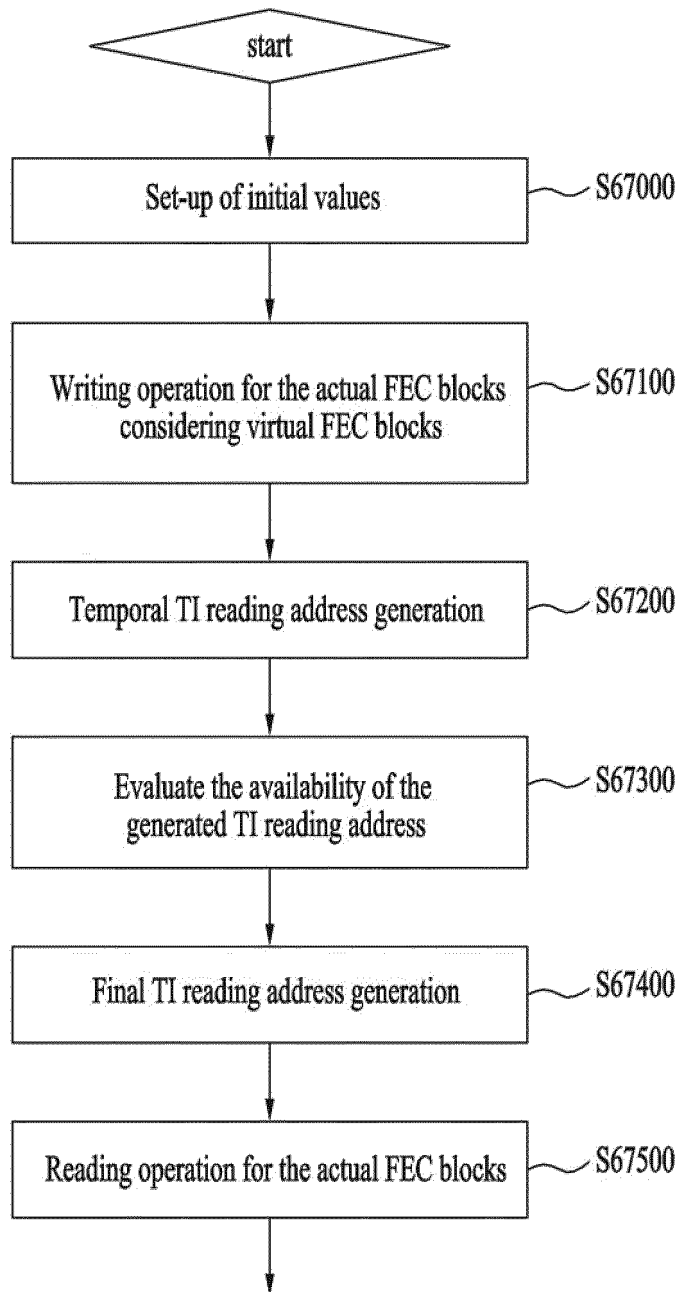 start
Set-up of initial values
S67000
Writing operation for the actual FEC blocks
considering virtual FEC blocks
S67100
Temporal TI reading address generation
S67200
Evaluate the availability of the
generated TI reading address
S67300
Final TI reading address generation
S67400
Reading operation for the actual FEC blocks
S67500